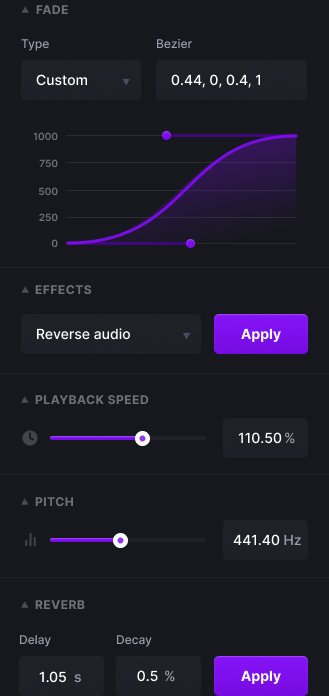 FADE
Type Bezier
Custom 0.44, 0, 0.4, 1
1000
750
500
250
0
EFFECTS
Reverse audio Apply
PLAYBACK SPEED
110.50 %
PITCH
441.40 Hz
REVERB
Delay Decay
1.05 s 0.5 % Apply